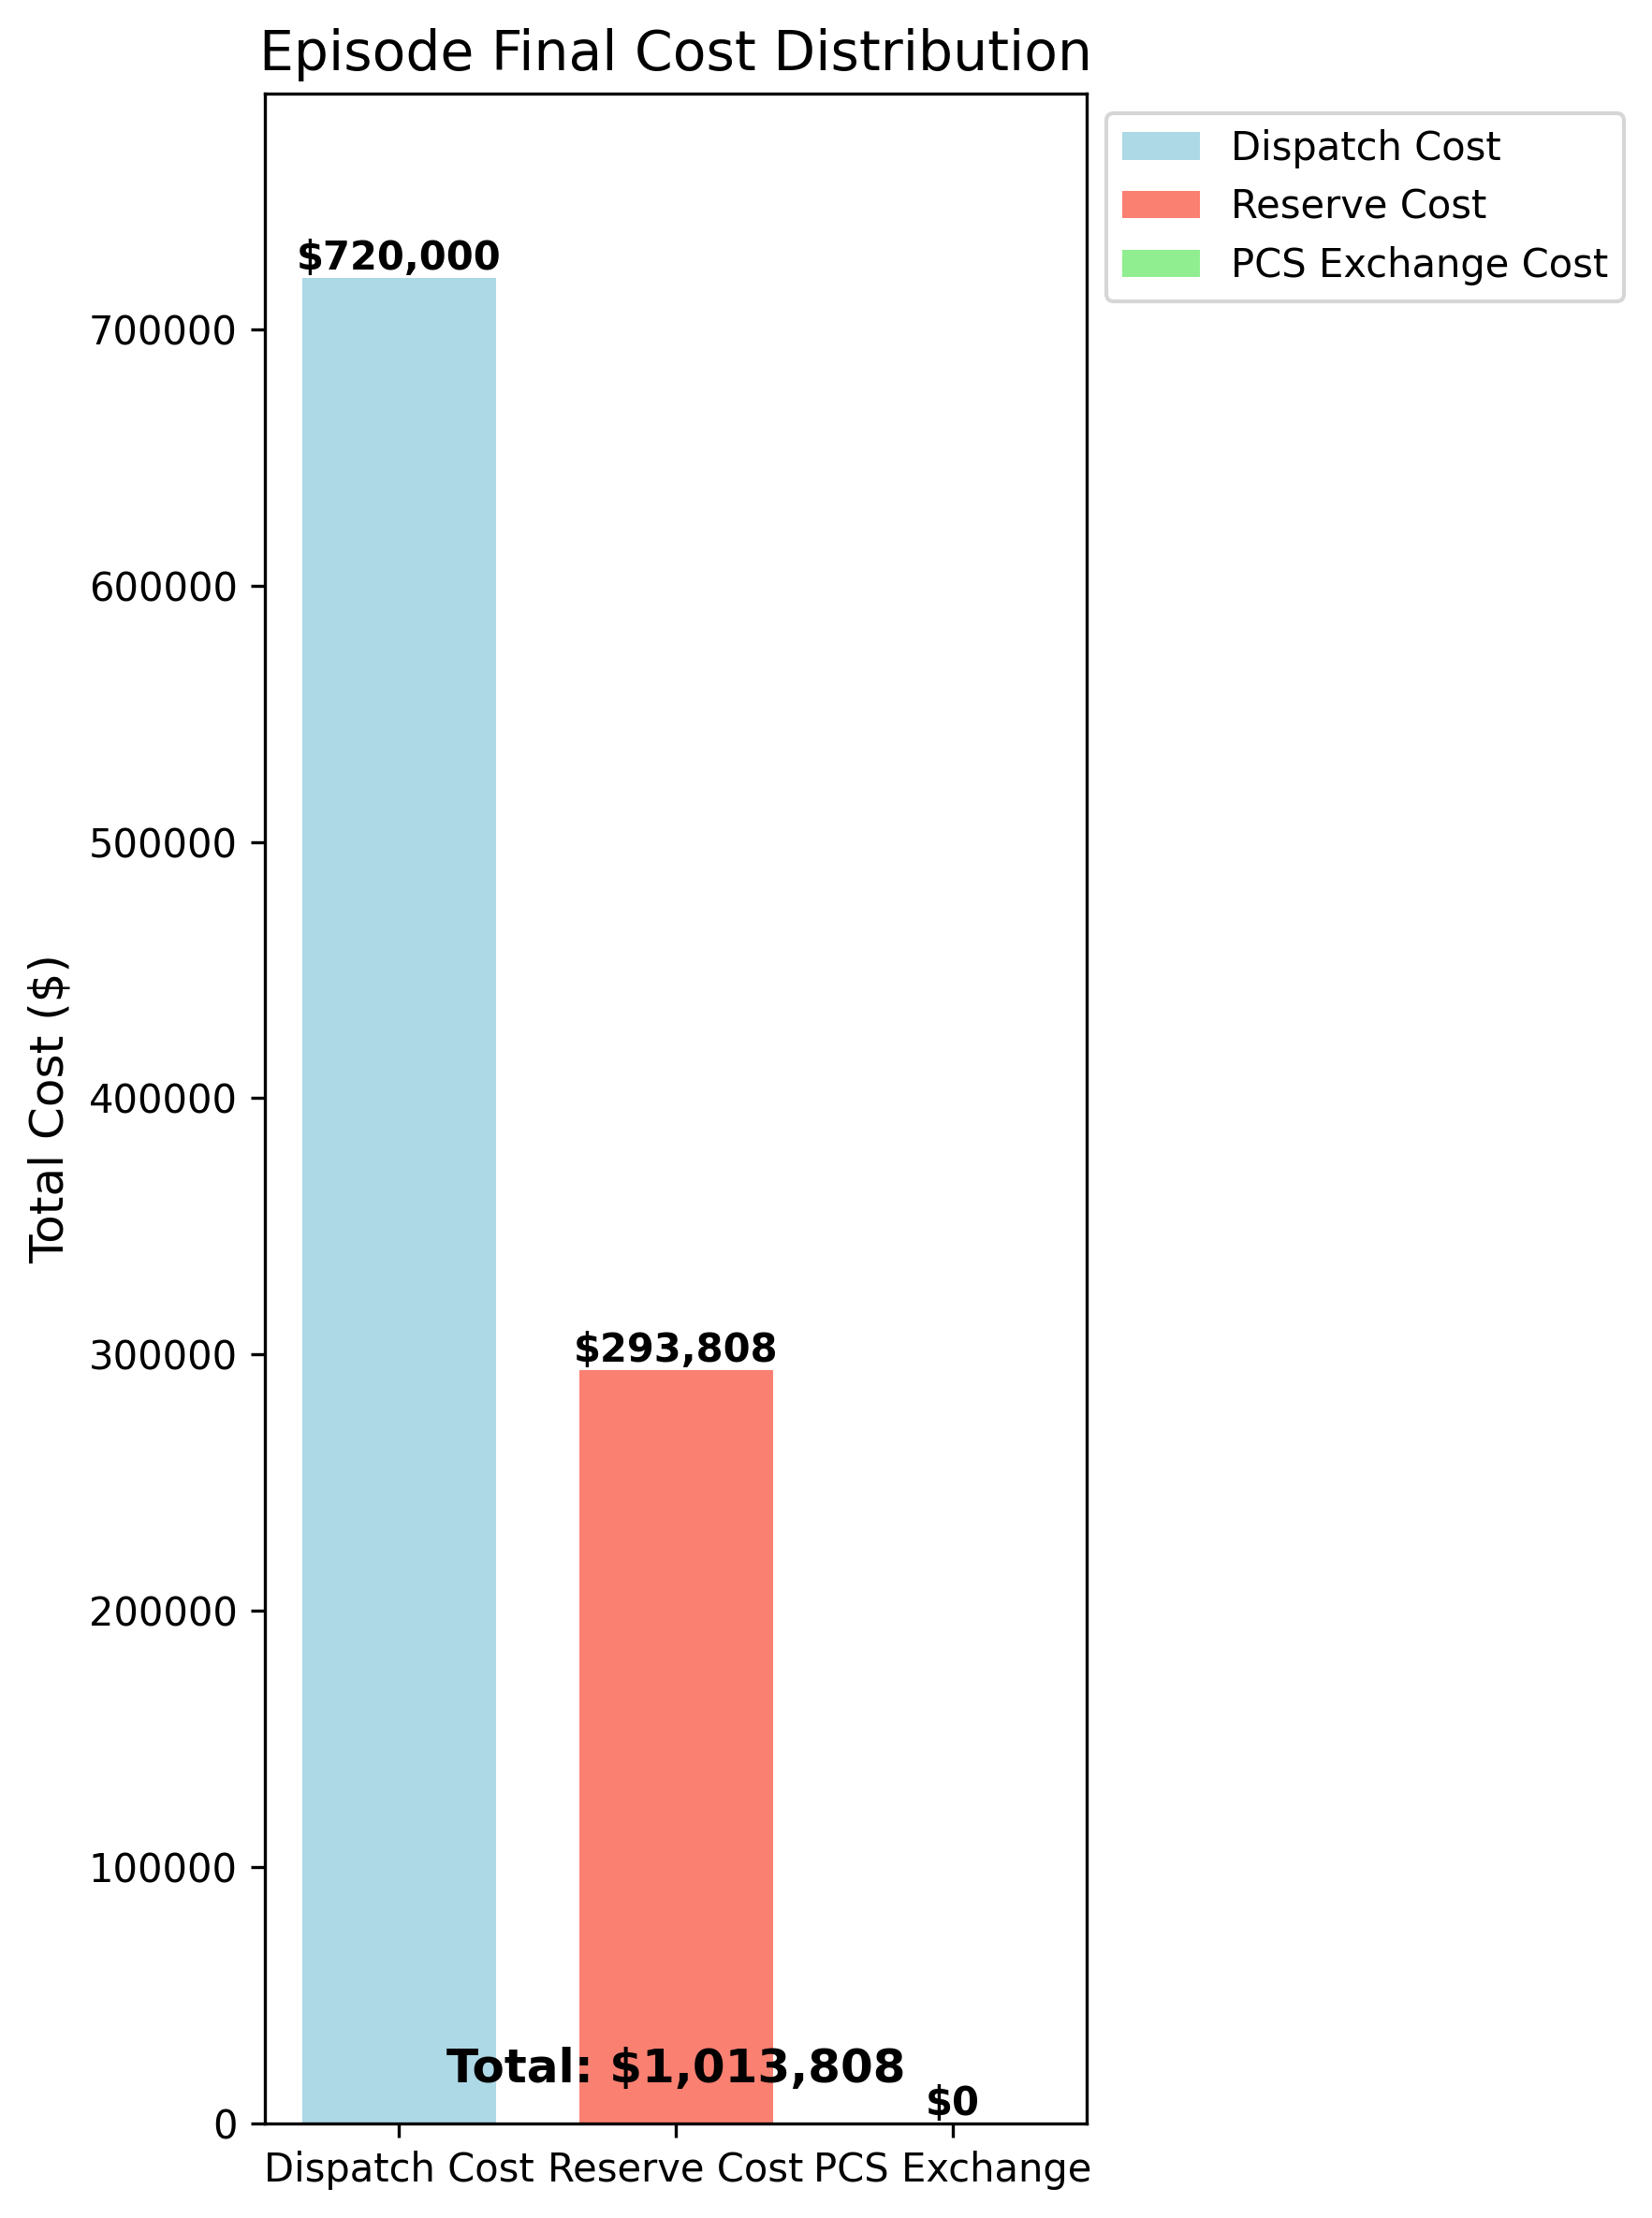 Episode Final Cost Distribution
Dispatch Cost
Reserve Cost
PCS Exchange Cost
$720,000
700000
600000
500000
400000
300000
200000
100000
0
Total Cost ($)
$293,808
Total: $1,013,808
$0
Dispatch Cost
Reserve Cost
PCS Exchange